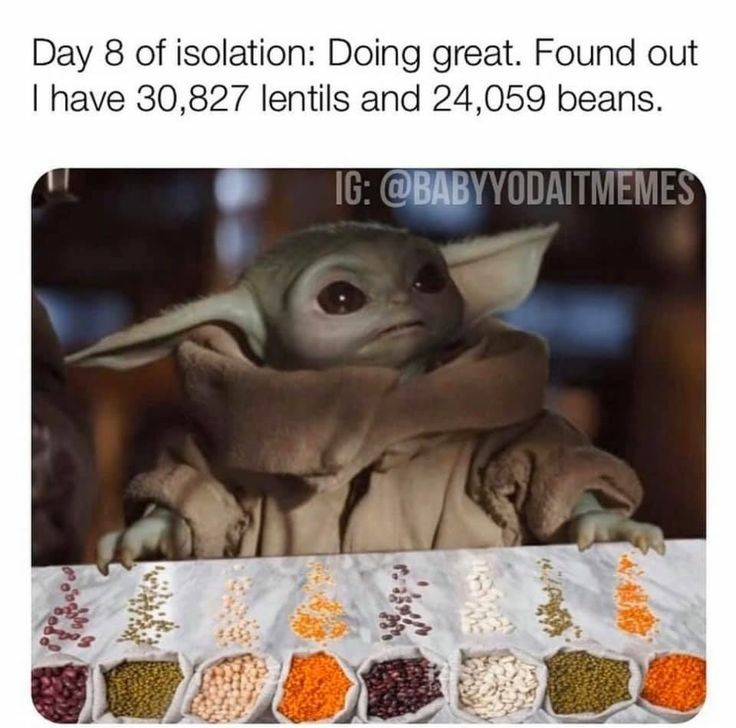 Day 8 of isolation: Doing great. Found out
I have 30,827 lentils and 24,059 beans.
IG: @BABYYODAITMEMES